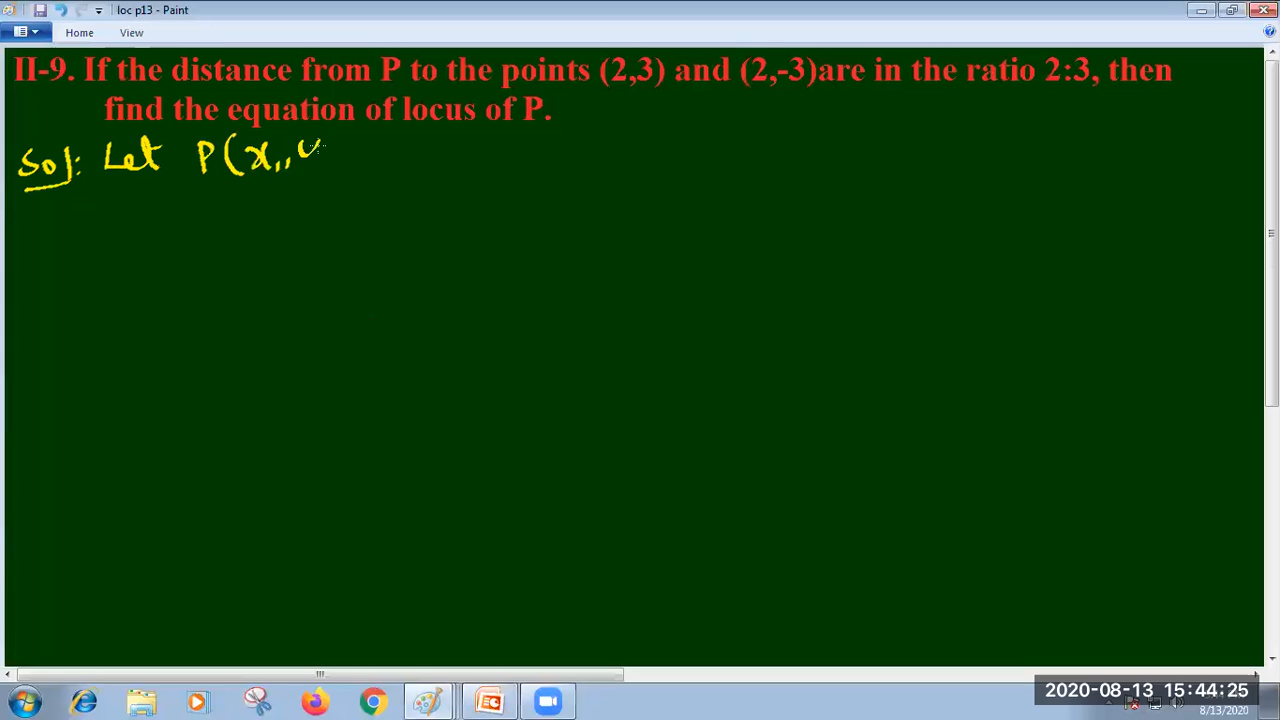 loc p13 - Paint
Home View
II-9. If the distance from P to the points (2,3) and (2,-3)are in the ratio 2:3, then
find the equation of locus of P.
Sol: Let P(x₁,
2020-08-13 15:44:25
8/13/2020